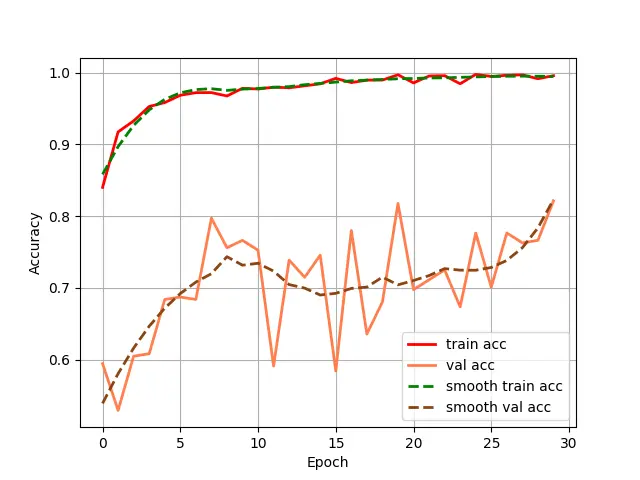 1.0
0.9
0.8
0.7
0.6
Accuracy
0
5
10
15
20
25
30
Epoch
train acc
val acc
smooth train acc
smooth val acc